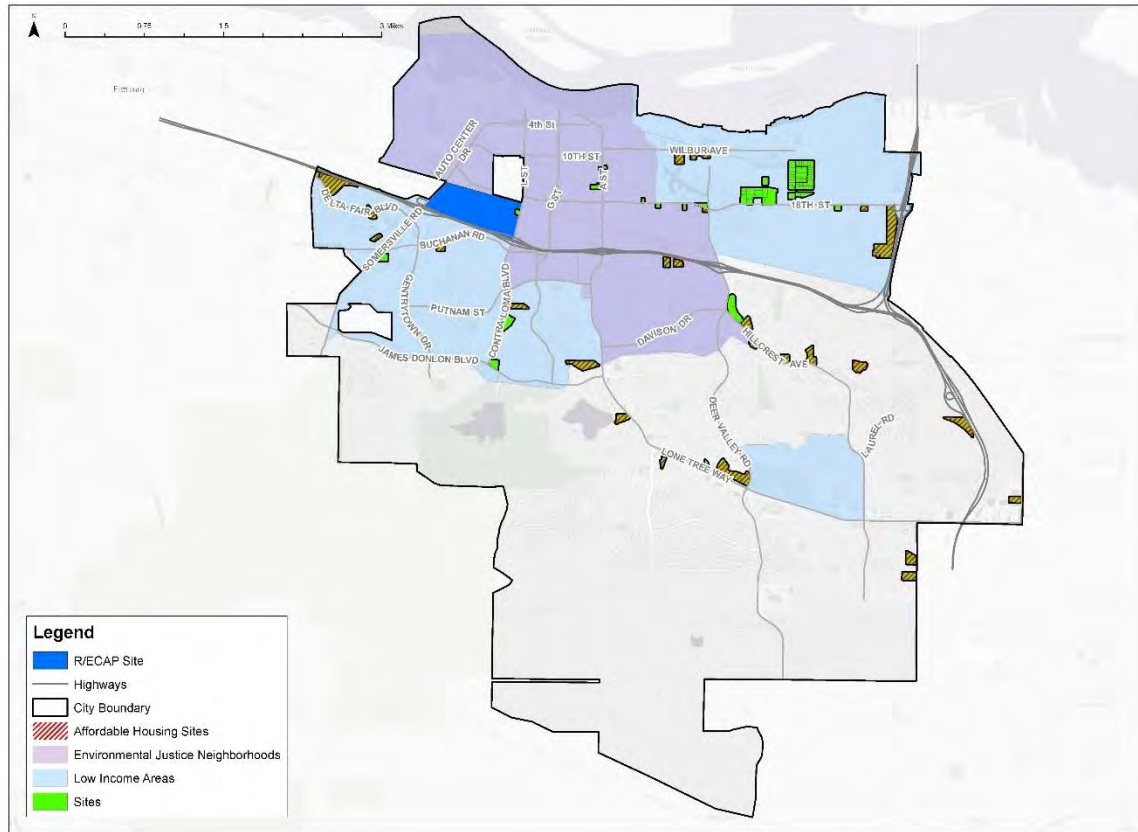 N
0 0.75 1.5 3 Miles
Pittsburg
4th St
AUTO CENTER DR
10TH ST
WILBUR AVE
L ST
G ST
A ST
18TH ST
DELTA FAIR BLVD
SOMERSVILLE RD
BUCHANAN RD
GENTRYTOWN DR
PUTNAM ST
CONTRA LOMA BLVD
JAMES DONLON BLVD
DAVISON DR
HILLCREST AVE
DEER VALLEY RD
LAUREL RD
LONE TREE WAY
Legend
R/ECAP Site
Highways
City Boundary
Affordable Housing Sites
Environmental Justice Neighborhoods
Low Income Areas
Sites